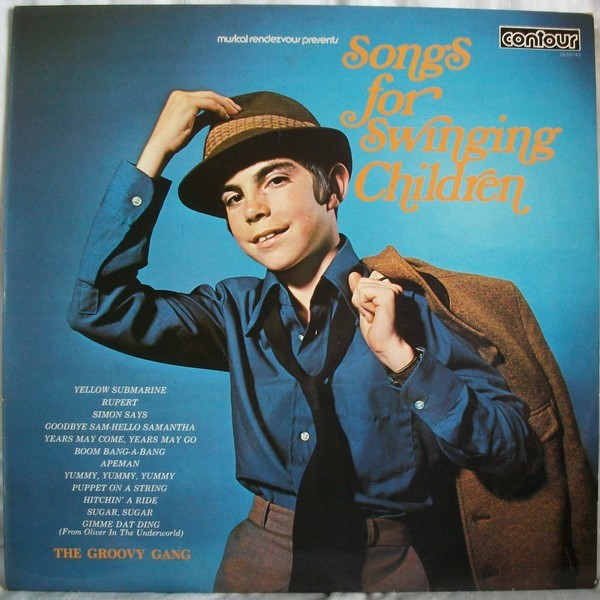 musical rendezvous presents
contour
Songs
for
Swinging
Children
YELLOW SUBMARINE
RUPERT
SIMON SAYS
GOODBYE SAM-HELLO SAMANTHA
YEARS MAY COME, YEARS MAY GO
BOOM BANG-A-BANG
APEMAN
YUMMY, YUMMY, YUMMY
PUPPET ON A STRING
HITCHIN' A RIDE
SUGAR, SUGAR
GIMME DAT DING
(From Oliver In The Underworld)
THE GROOVY GANG